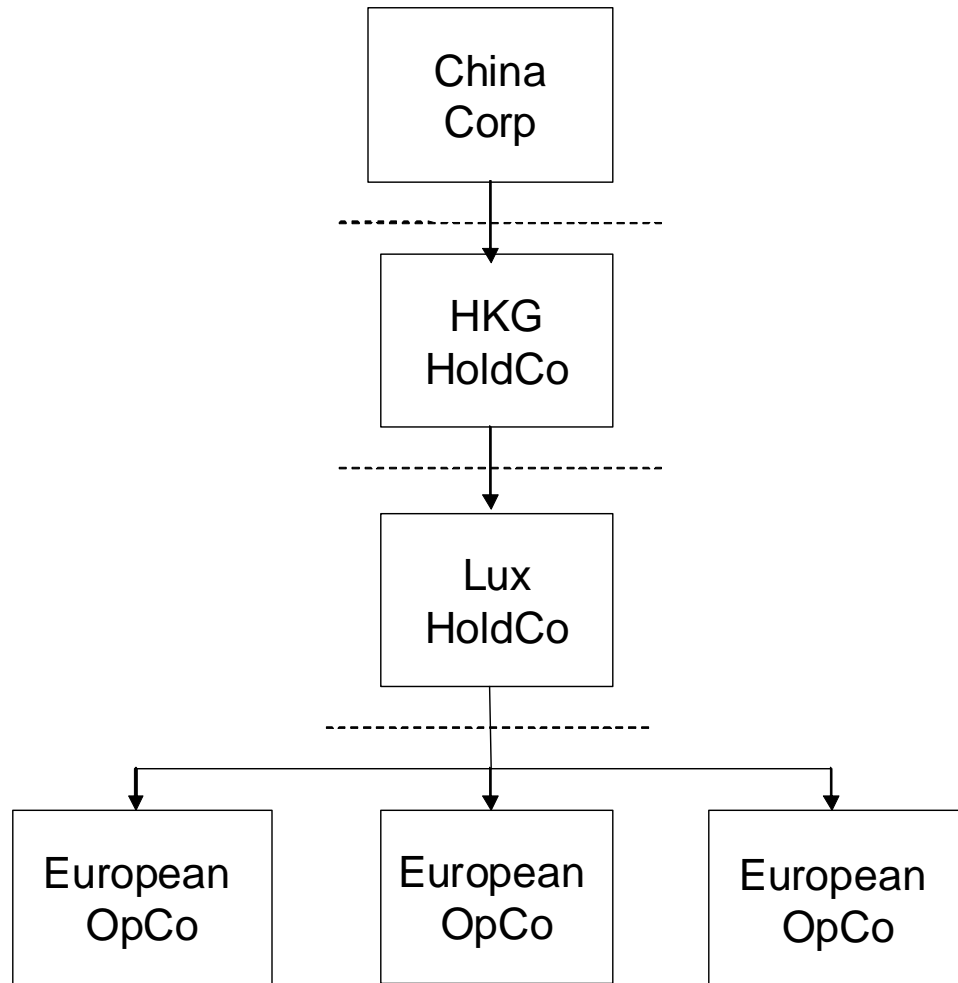 China
Corp
HKG
HoldCo
Lux
HoldCo
European
OpCo
European
OpCo
European
OpCo